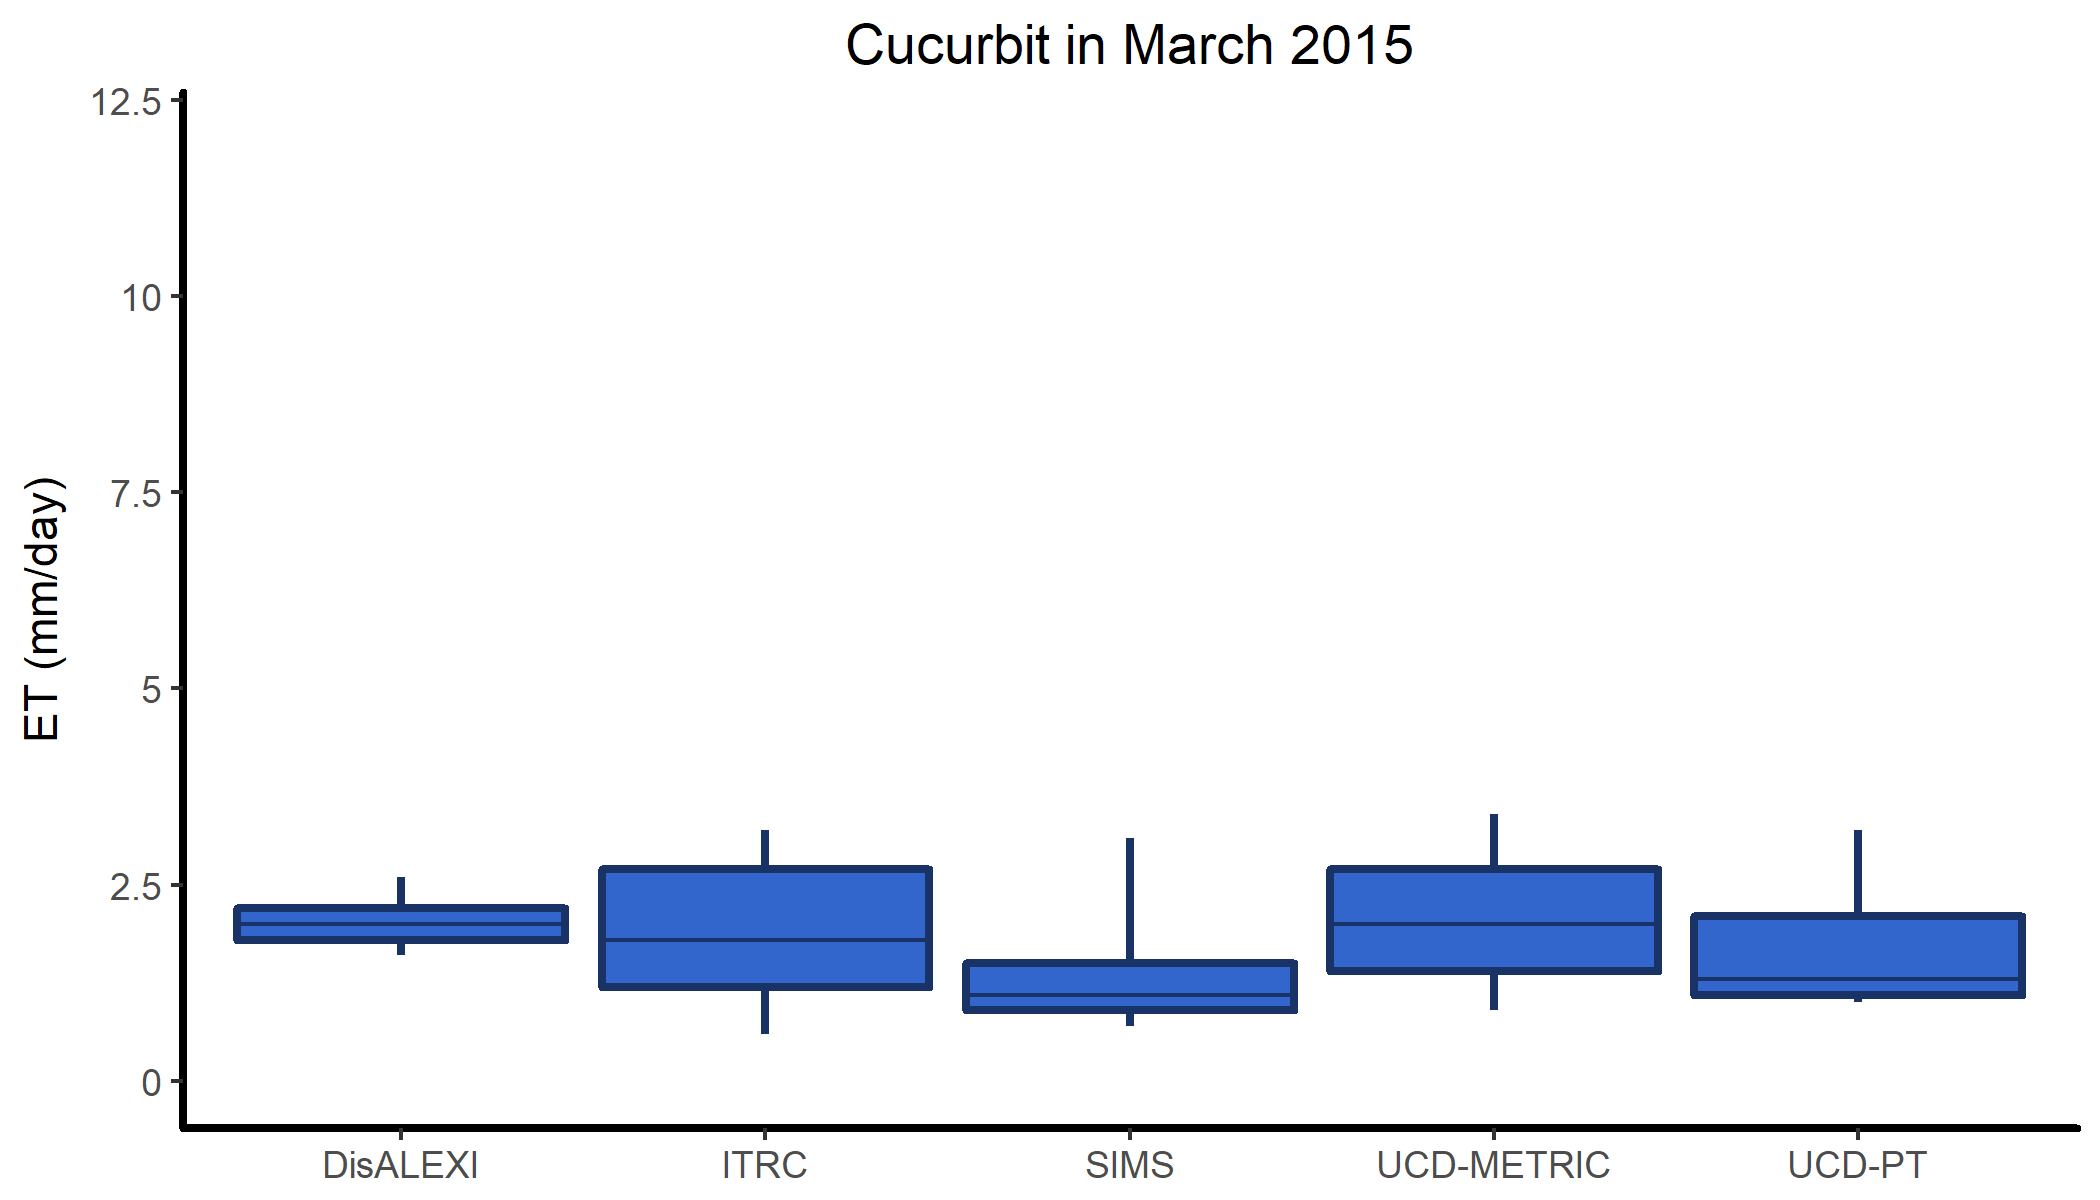 Cucurbit in March 2015
ET (mm/day)
12.5
10
7.5
5
2.5
0
DisALEXI
ITRC
SIMS
UCD-METRIC
UCD-PT